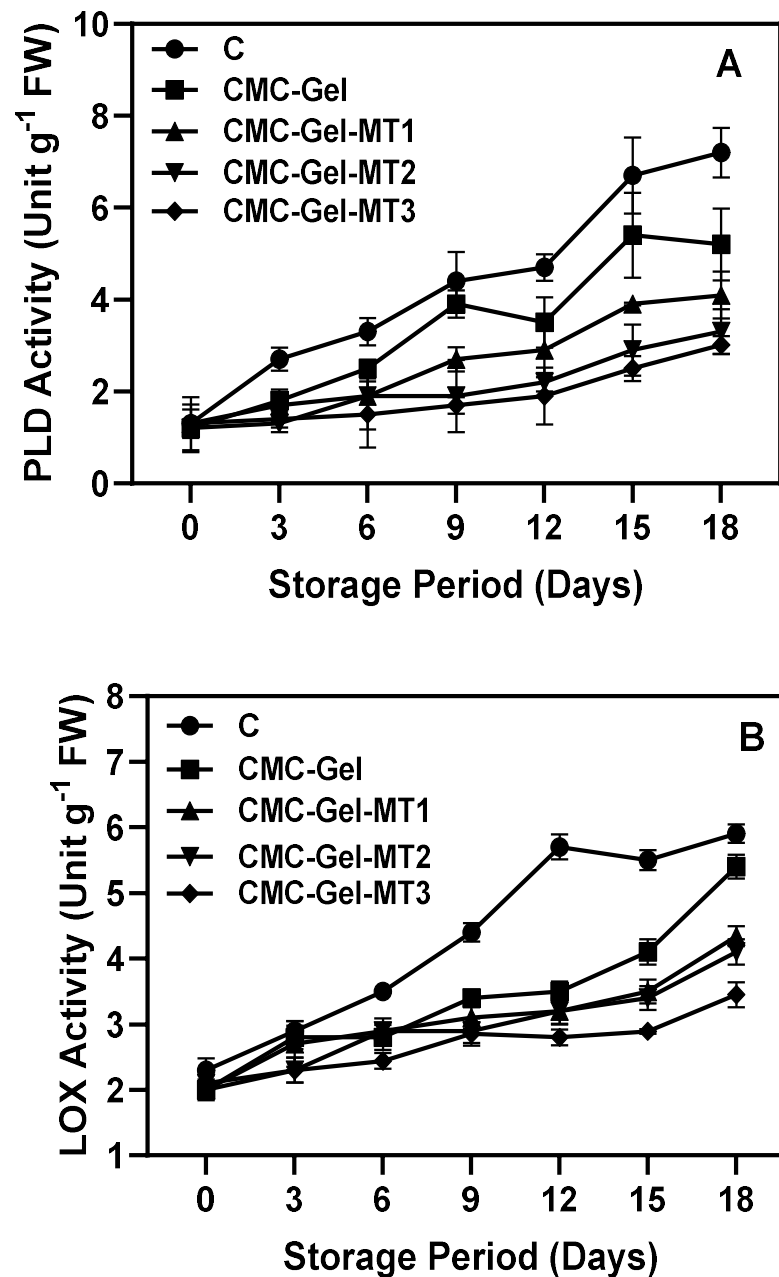 A
C
CMC-Gel
CMC-Gel-MT1
CMC-Gel-MT2
CMC-Gel-MT3
PLD Activity (Unit g⁻¹ FW)
10
8
6
4
2
0
0 3 6 9 12 15 18
Storage Period (Days)
B
C
CMC-Gel
CMC-Gel-MT1
CMC-Gel-MT2
CMC-Gel-MT3
LOX Activity (Unit g⁻¹ FW)
8
7
6
5
4
3
2
1
0 3 6 9 12 15 18
Storage Period (Days)